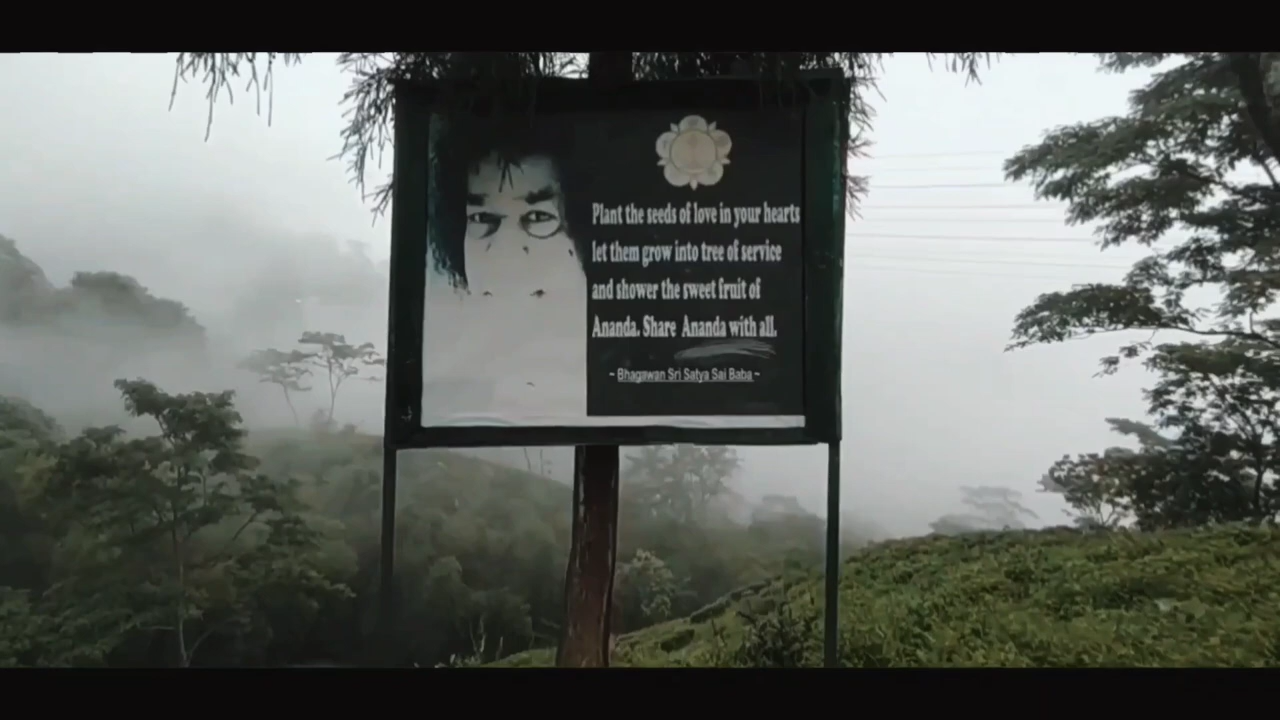 Plant the seeds of love in your hearts
let them grow into tree of service
and shower the sweet fruit of
Ananda. Share Ananda with all.
~ Bhagawan Sri Satya Sai Baba ~